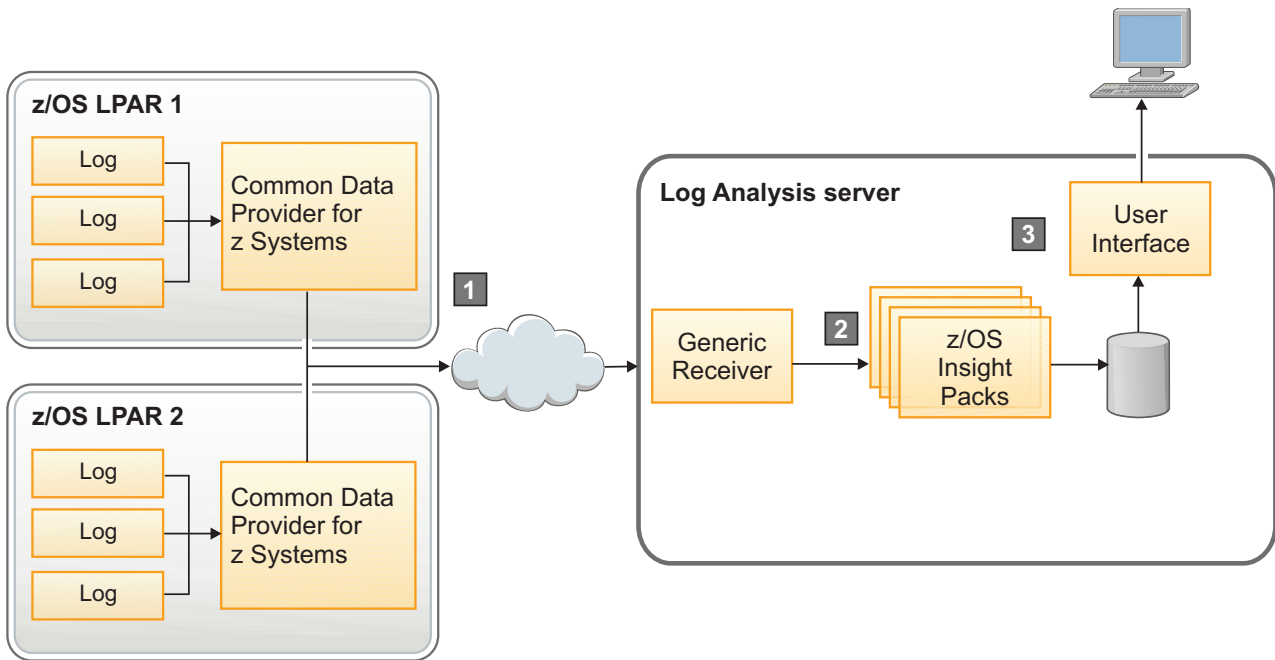 z/OS LPAR 1
Log
Log
Log
Common Data
Provider for
z Systems
1
z/OS LPAR 2
Log
Log
Log
Common Data
Provider for
z Systems
Log Analysis server
Generic
Receiver
2
z/OS
Insight
Packs
3
User
Interface